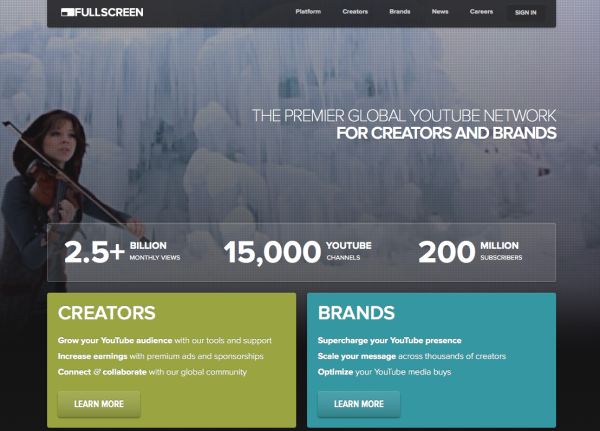 FULLSCREEN
Platform Creators Brands News Careers SIGN IN
THE PREMIER GLOBAL YOUTUBE NETWORK
FOR CREATORS AND BRANDS
2.5+ BILLION MONTHLY VIEWS
15,000 YOUTUBE CHANNELS
200 MILLION SUBSCRIBERS
CREATORS
Grow your YouTube audience with our tools and support
Increase earnings with premium ads and sponsorships
Connect & collaborate with our global community
LEARN MORE
BRANDS
Supercharge your YouTube presence
Scale your message across thousands of creators
Optimize your YouTube media buys
LEARN MORE